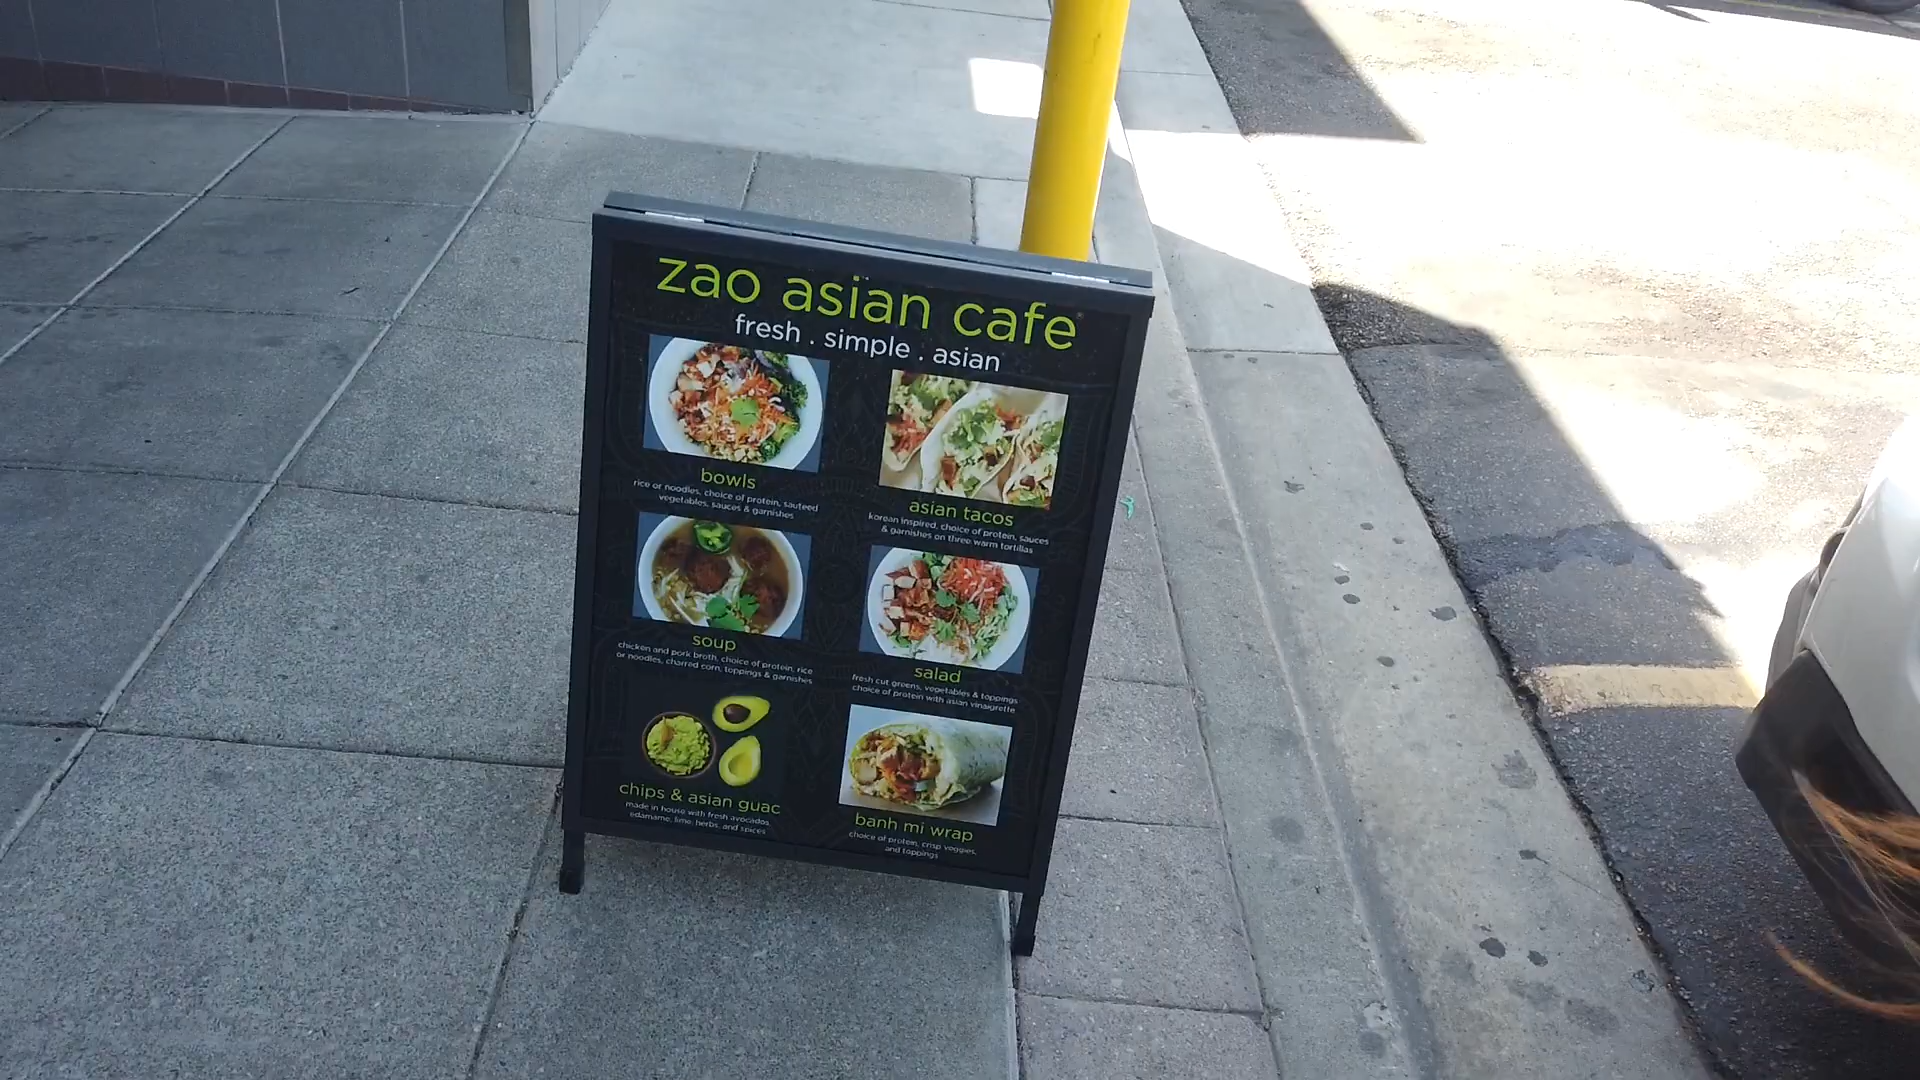 zao asian cafe
fresh . simple . asian
bowls
rice or noodles, choice of protein, sauteed
vegetables, sauces & garnishes
asian tacos
korean inspired, choice of protein, sauces
& garnishes on three warm tortillas
soup
chicken and pork broth, choice of protein, rice
or noodles, charred corn, toppings & garnishes
salad
fresh cut greens, vegetables & toppings
choice of protein with asian vinaigrette
chips & asian guac
made in house with fresh avocados,
edamame, lime, herbs, and spices
banh mi wrap
choice of protein, crisp veggies,
and toppings